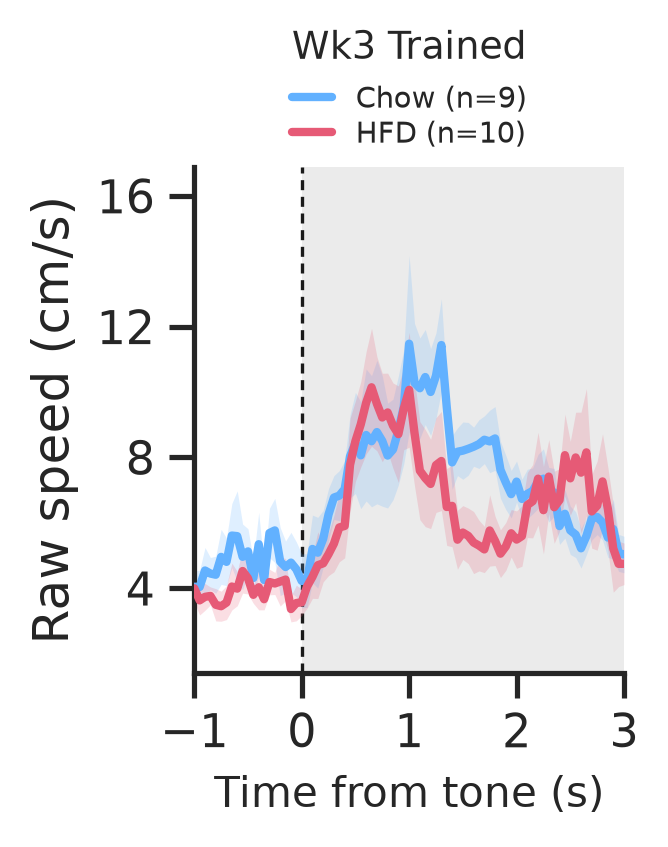 Wk3 Trained
Chow (n=9)
HFD (n=10)
Raw speed (cm/s)
16
12
8
4
−1 0 1 2 3
Time from tone (s)